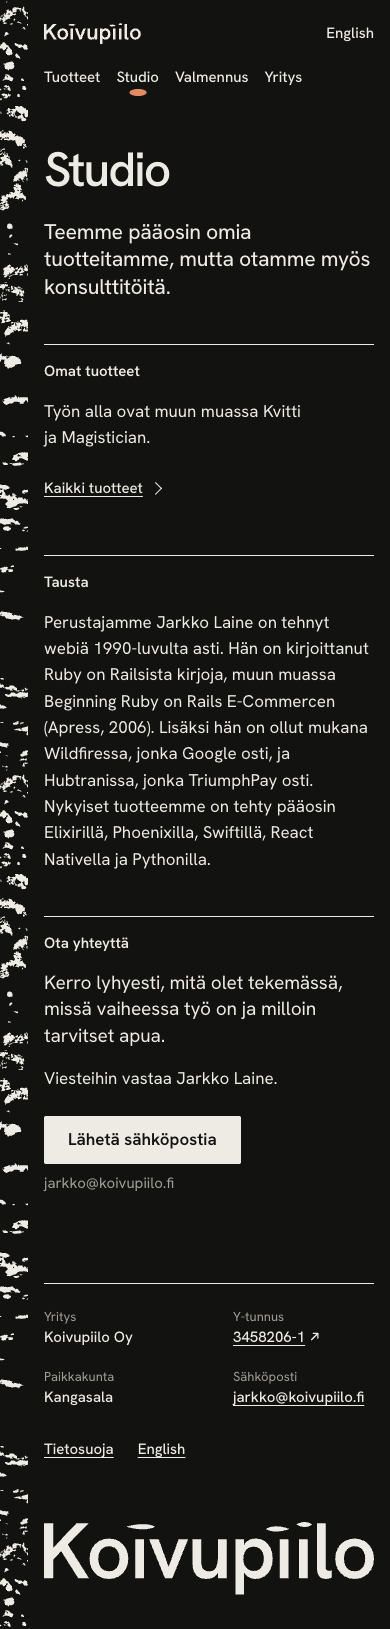 Koivupiilo
English
Tuotteet Studio Valmennus Yritys
Studio
Teemme pääosin omia
tuotteitamme, mutta otamme myös
konsulttitöitä.
Omat tuotteet
Työn alla ovat muun muassa Kvitti
ja Magistician.
Kaikki tuotteet
Tausta
Perustajamme Jarkko Laine on tehnyt
webiä 1990-luvulta asti. Hän on kirjoittanut
Ruby on Railsista kirjoja, muun muassa
Beginning Ruby on Rails E-Commercen
(Apress, 2006). Lisäksi hän on ollut mukana
Wildfiressa, jonka Google osti, ja
Hubtranissa, jonka TriumphPay osti.
Nykyiset tuotteemme on tehty pääosin
Elixirillä, Phoenixilla, Swiftillä, React
Nativella ja Pythonilla.
Ota yhteyttä
Kerro lyhyesti, mitä olet tekemässä,
missä vaiheessa työ on ja milloin
tarvitset apua.
Viesteihin vastaa Jarkko Laine.
Lähetä sähköpostia
jarkko@koivupiilo.fi
Yritys
Koivupiilo Oy
Y-tunnus
3458206-1 ↗
Paikkakunta
Kangasala
Sähköposti
jarkko@koivupiilo.fi
Tietosuoja English
Koivupiilo